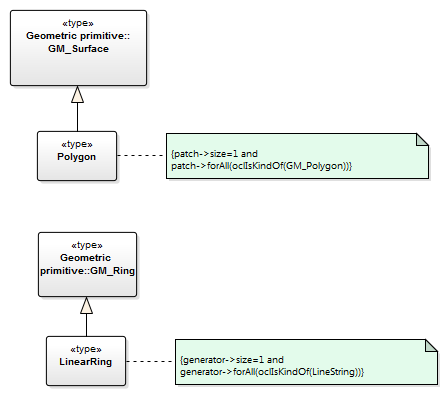 «type»
Geometric primitive::
GM_Surface
«type»
Polygon
{patch->size=1 and
patch->forAll(oclIsKindOf(GM_Polygon))}
«type»
Geometric
primitive::GM_Ring
«type»
LinearRing
{generator->size=1 and
generator->forAll(oclIsKindOf(LineString))}